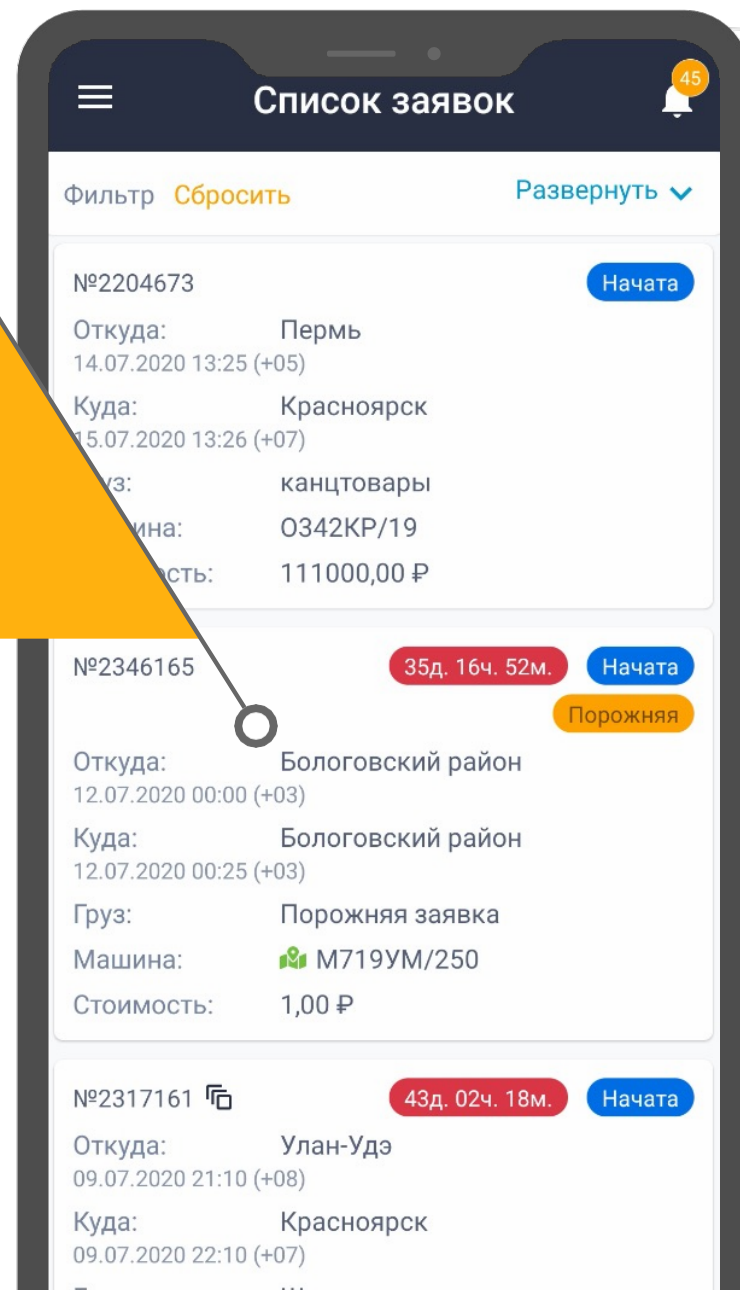 45
Список заявок
Фильтр Сбросить Развернуть
№2204673 Начата
Откуда: Пермь
14.07.2020 13:25 (+05)
Куда: Красноярск
15.07.2020 13:26 (+07)
канцтовары
О342КР/19
111000,00 ₽
№2346165 35д. 16ч. 52м. Начата
Порожняя
Откуда: Бологовский район
12.07.2020 00:00 (+03)
Куда: Бологовский район
12.07.2020 00:25 (+03)
Груз: Порожняя заявка
Машина: М719УМ/250
Стоимость: 1,00 ₽
№2317161 43д. 02ч. 18м. Начата
Откуда: Улан-Удэ
09.07.2020 21:10 (+08)
Куда: Красноярск
09.07.2020 22:10 (+07)